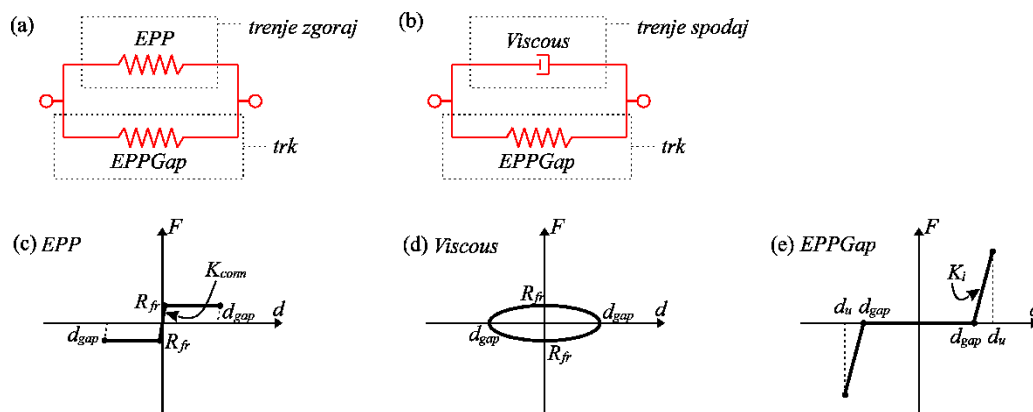 (a)
EPP
trenje zgoraj
EPPGap
trk
(b)
Viscous
trenje spodaj
EPPGap
trk
(c) EPP
F
K_conn
R_fr
d_gap
d
d_gap
R_fr
(d) Viscous
F
R_fr
d
d_gap
d_gap
R_fr
(e) EPPGap
F
K_i
d_u
d_gap
d_gap
d_u